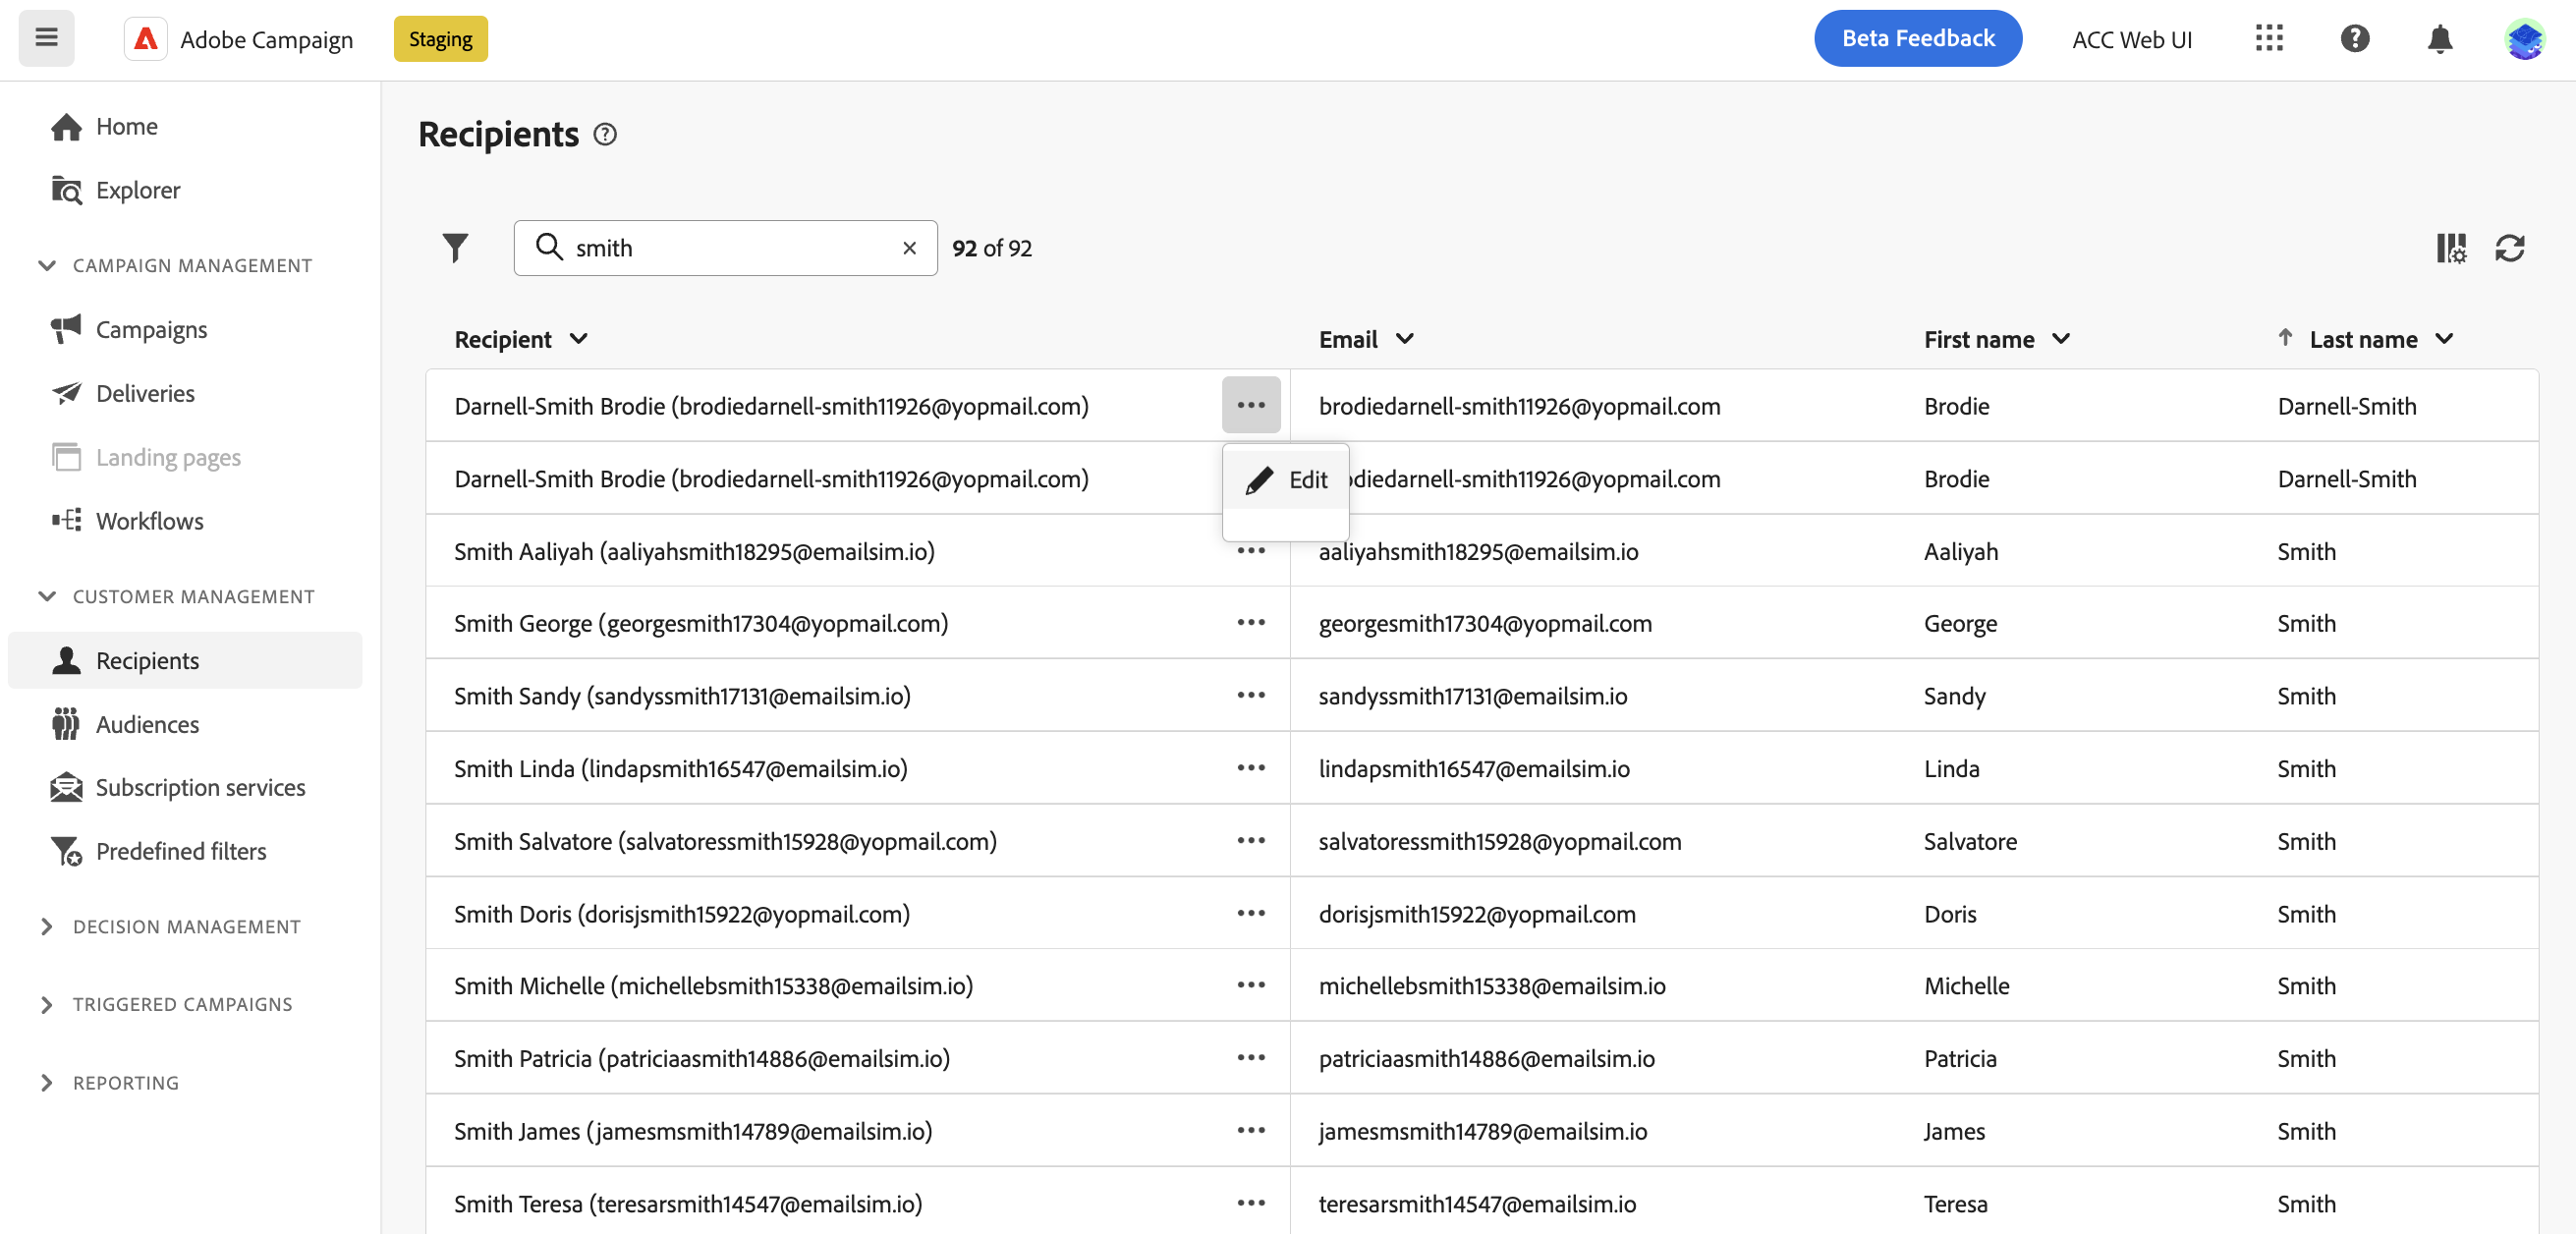 Adobe Campaign
Staging
Beta Feedback
ACC Web UI
Home
Explorer
CAMPAIGN MANAGEMENT
Campaigns
Deliveries
Landing pages
Workflows
CUSTOMER MANAGEMENT
Recipients
Audiences
Subscription services
Predefined filters
DECISION MANAGEMENT
TRIGGERED CAMPAIGNS
REPORTING
Recipients
smith
92 of 92
Recipient Email First name Last name
Darnell-Smith Brodie (brodiedarnell-smith11926@yopmail.com) brodiedarnell-smith11926@yopmail.com Brodie Darnell-Smith
Edit
Darnell-Smith Brodie (brodiedarnell-smith11926@yopmail.com) odiedarnell-smith11926@yopmail.com Brodie Darnell-Smith
Smith Aaliyah (aaliyahsmith18295@emailsim.io) aaliyahsmith18295@emailsim.io Aaliyah Smith
Smith George (georgesmith17304@yopmail.com) georgesmith17304@yopmail.com George Smith
Smith Sandy (sandyssmith17131@emailsim.io) sandyssmith17131@emailsim.io Sandy Smith
Smith Linda (lindapsmith16547@emailsim.io) lindapsmith16547@emailsim.io Linda Smith
Smith Salvatore (salvatoressmith15928@yopmail.com) salvatoressmith15928@yopmail.com Salvatore Smith
Smith Doris (dorisjsmith15922@yopmail.com) dorisjsmith15922@yopmail.com Doris Smith
Smith Michelle (michellebsmith15338@emailsim.io) michellebsmith15338@emailsim.io Michelle Smith
Smith Patricia (patriciaasmith14886@emailsim.io) patriciaasmith14886@emailsim.io Patricia Smith
Smith James (jamesmsmith14789@emailsim.io) jamesmsmith14789@emailsim.io James Smith
Smith Teresa (teresarsmith14547@emailsim.io) teresarsmith14547@emailsim.io Teresa Smith